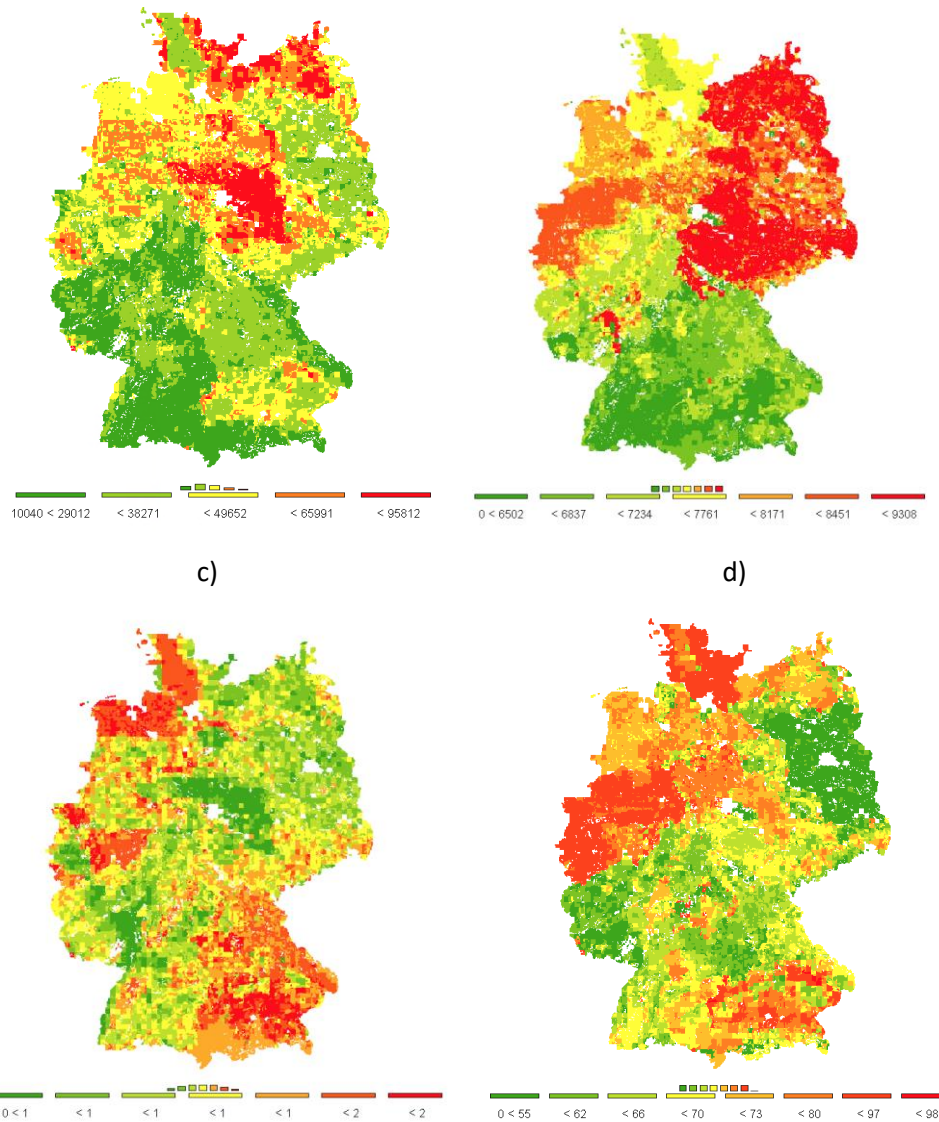 10040 < 29012 < 38271 < 49652 < 65991 < 95812
0 < 6502 < 6837 < 7234 < 7761 < 8171 < 8451 < 9308
c) d)
0 < 1 < 1 < 1 < 1 < 1 < 2 < 2
0 < 55 < 62 < 66 < 70 < 73 < 80 < 97 < 98